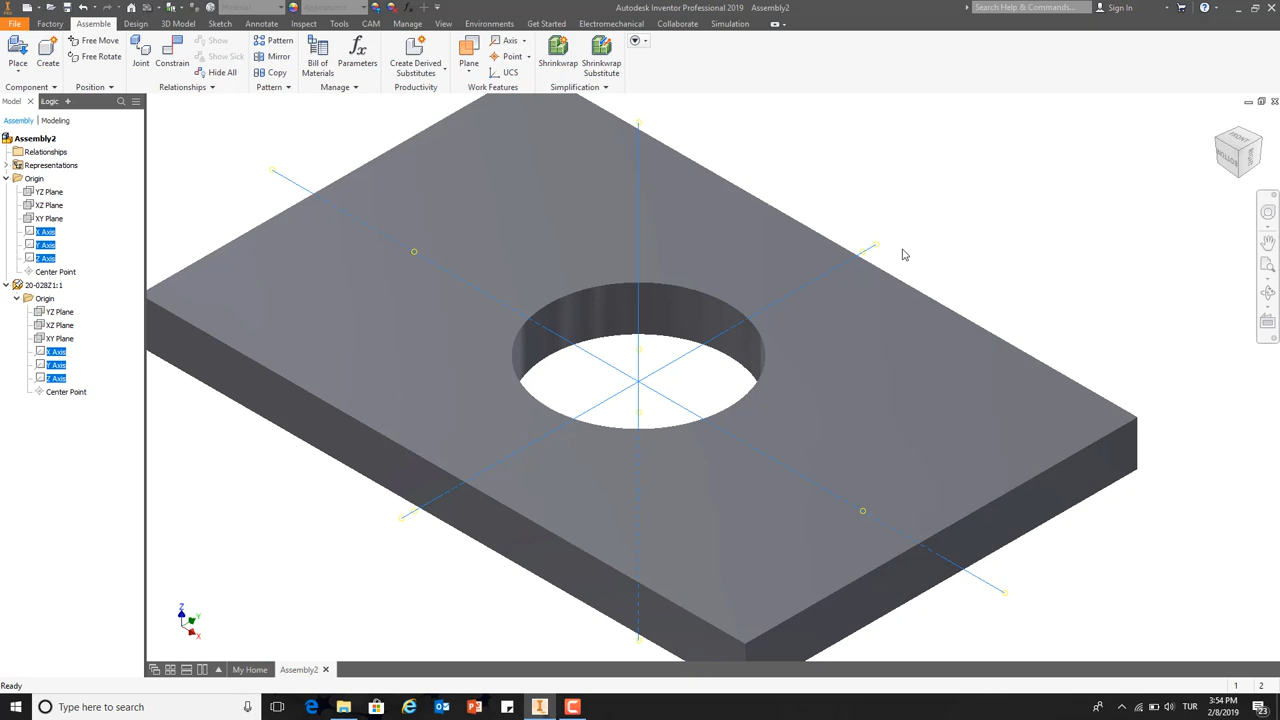 Material
Appearance
Autodesk Inventor Professional 2019 Assembly2
Search Help & Commands...
Sign In
File Factory Assemble Design 3D Model Sketch Annotate Inspect Tools CAM Manage View Environments Get Started Electromechanical Collaborate Simulation
Place
Create
Free Move
Free Rotate
Joint
Constrain
Show
Show Sick
Hide All
Pattern
Mirror
Copy
Bill of
Materials
Parameters
Create Derived
Substitutes
Plane
Axis
Point
UCS
Shrinkwrap
Shrinkwrap
Substitute
Component Position Relationships Pattern Manage Productivity Work Features Simplification
Model iLogic
Assembly Modeling
Assembly2
Relationships
Representations
Origin
YZ Plane
XZ Plane
XY Plane
X Axis
Y Axis
Z Axis
Center Point
20-028Z1:1
Origin
YZ Plane
XZ Plane
XY Plane
X Axis
Y Axis
Z Axis
Center Point
FRONT
BOTTOM
Z
Y
X
My Home Assembly2
Ready
1 2
Type here to search
TUR
3:54 PM
2/8/2019
23